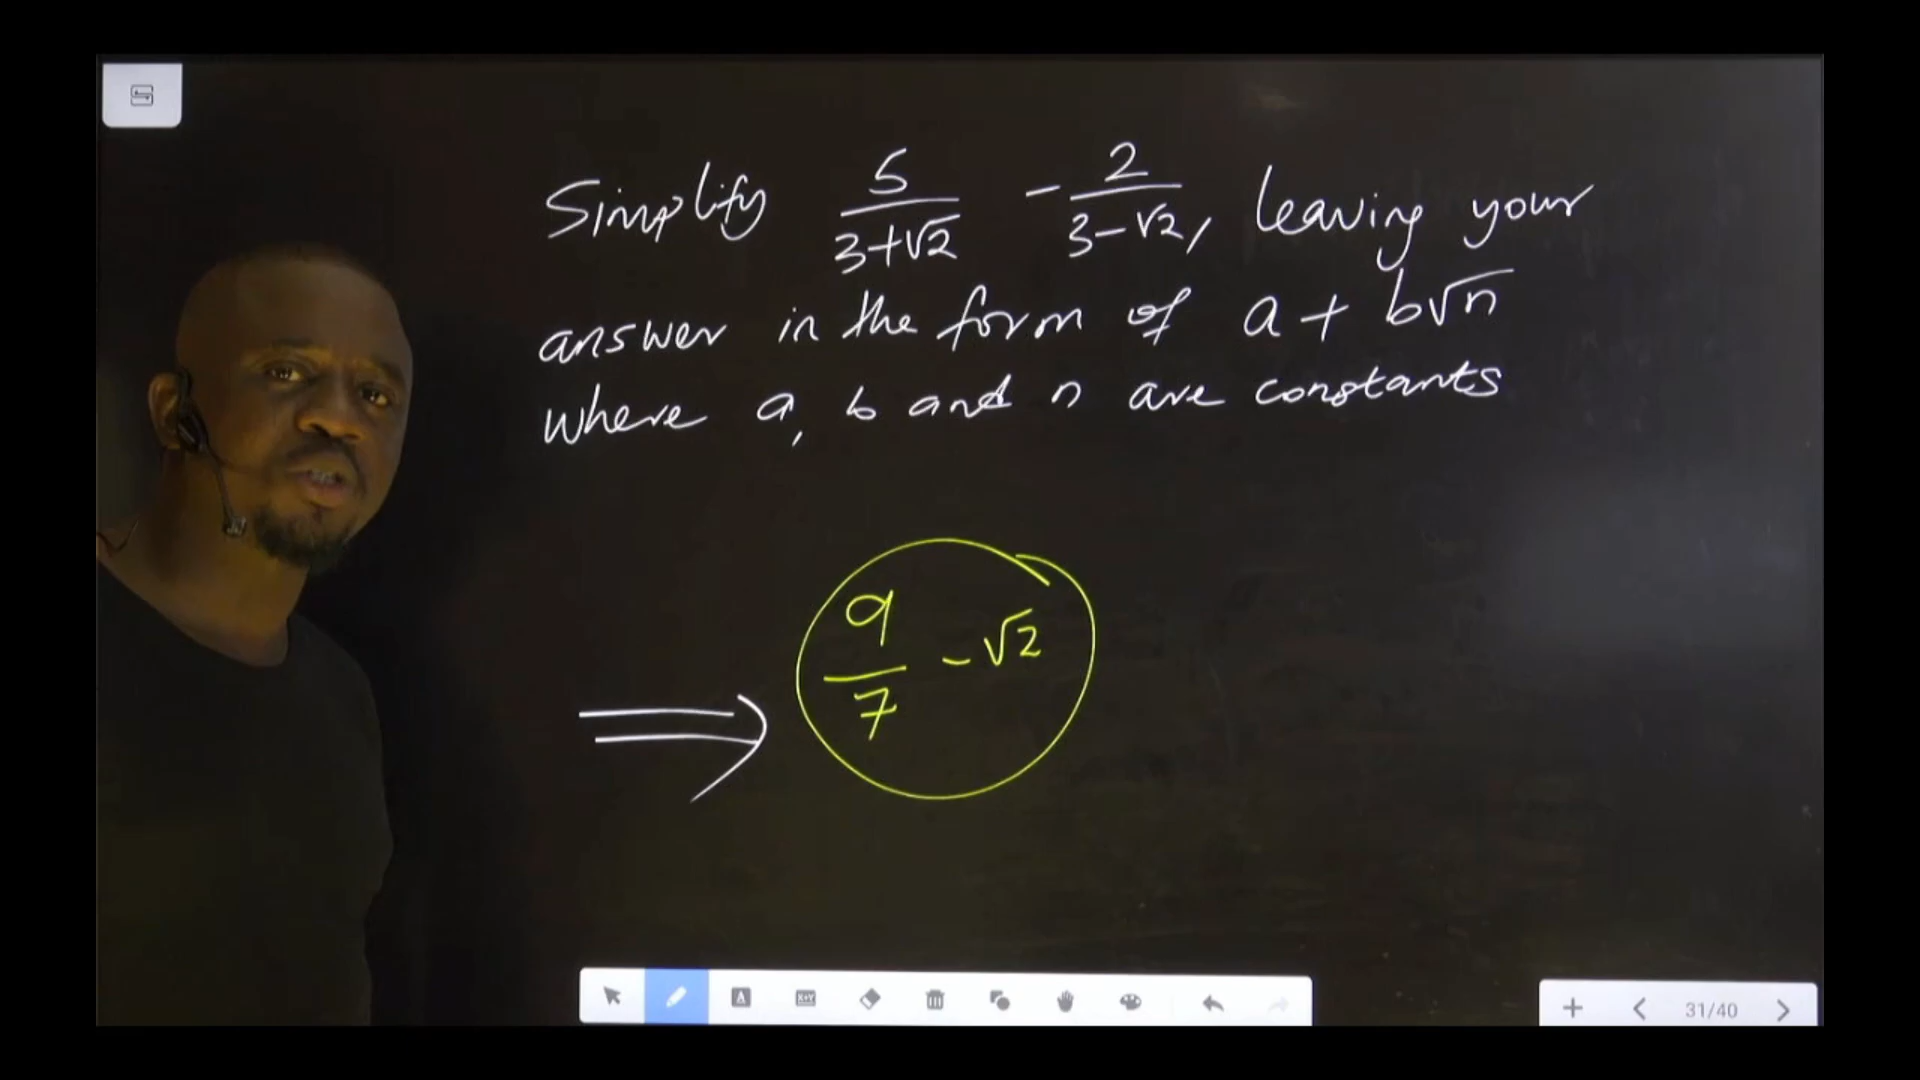 Simplify 5/(3+√2) - 2/(3-√2), leaving your
answer in the form of a + b√n
where a, b and n are constants
⇒ 9/7 - √2
31/40